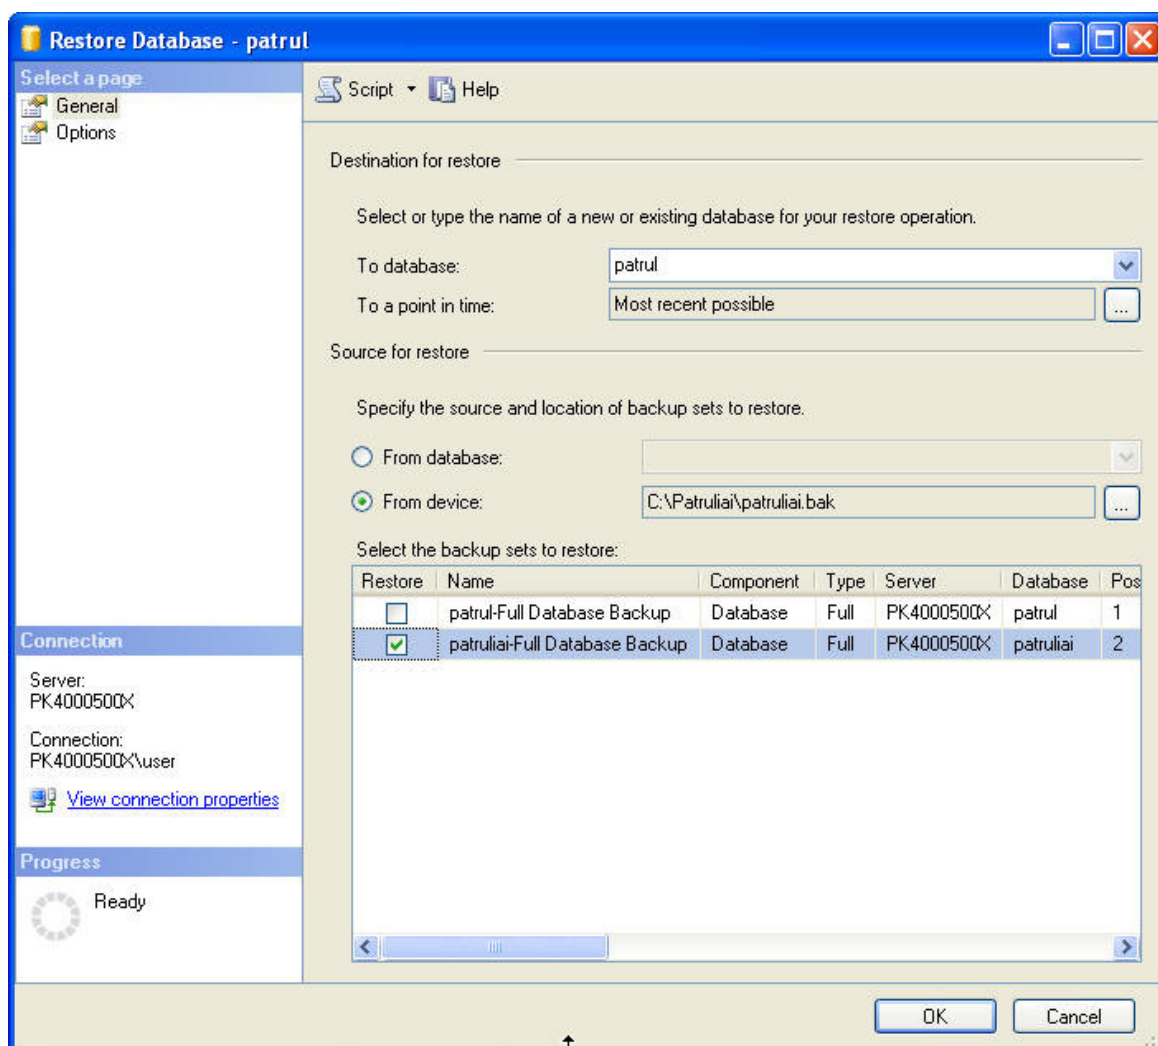 Restore Database - patrul
Select a page
General
Options
Script Help
Destination for restore
Select or type the name of a new or existing database for your restore operation.
To database: patrul
To a point in time: Most recent possible ...
Source for restore
Specify the source and location of backup sets to restore.
From database:
From device: C:\Patruliai\patruliai.bak ...
Select the backup sets to restore:
Restore Name Component Type Server Database Pos
patrul-Full Database Backup Database Full PK4000500X patrul 1
patruliai-Full Database Backup Database Full PK4000500X patruliai 2
Connection
Server:
PK4000500X
Connection:
PK4000500X\user
View connection properties
Progress
Ready
OK Cancel